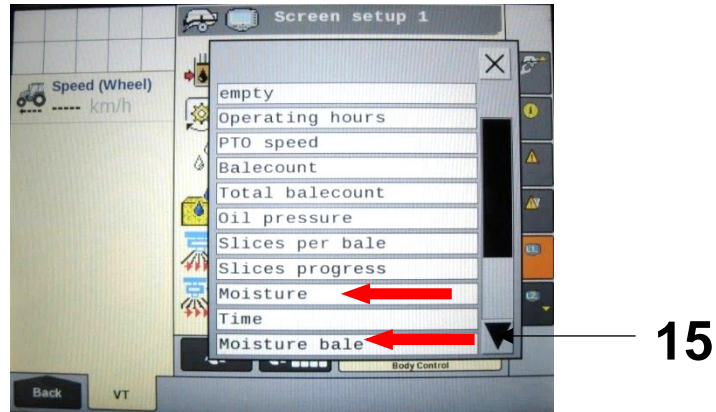 Screen setup 1
Speed (Wheel)
----- km/h
empty
Operating hours
PTO speed
Balecount
Total balecount
Oil pressure
Slices per bale
Slices progress
Moisture
Time
Moisture bale
15
Body Control
Back
VT